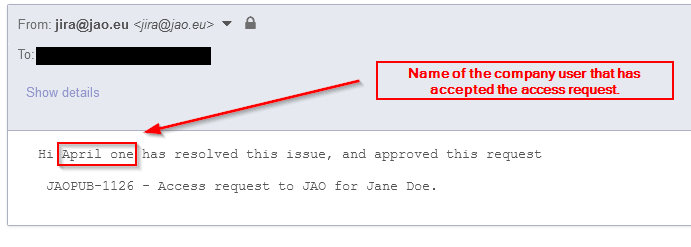 From: jira@jao.eu <jira@jao.eu>
To:
Name of the company user that has
accepted the access request.
Show details
Hi April one has resolved this issue, and approved this request
JAOPUB-1126 - Access request to JAO for Jane Doe.